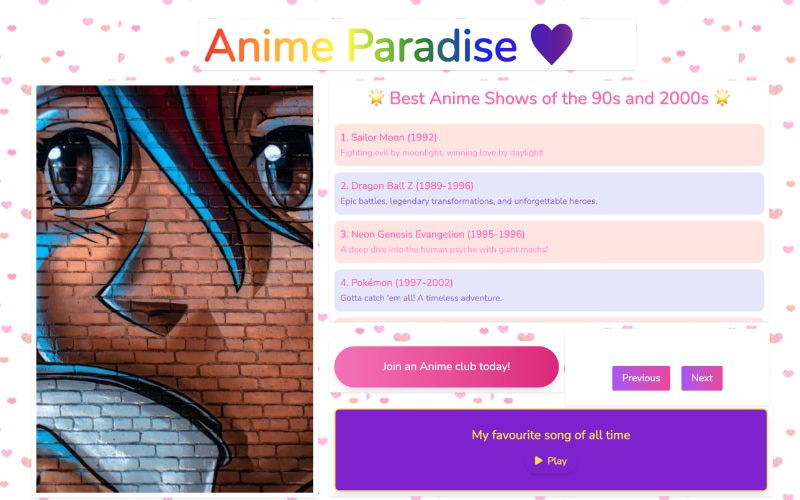 Anime Paradise 💜
🌟 Best Anime Shows of the 90s and 2000s 🌟
1. Sailor Moon (1992)
Fighting evil by moonlight, winning love by daylight!
2. Dragon Ball Z (1989-1996)
Epic battles, legendary transformations, and unforgettable heroes.
3. Neon Genesis Evangelion (1995-1996)
A deep dive into the human psyche with giant mechs!
4. Pokémon (1997-2002)
Gotta catch 'em all! A timeless adventure.
Join an Anime club today!
Previous Next
My favourite song of all time
▶ Play